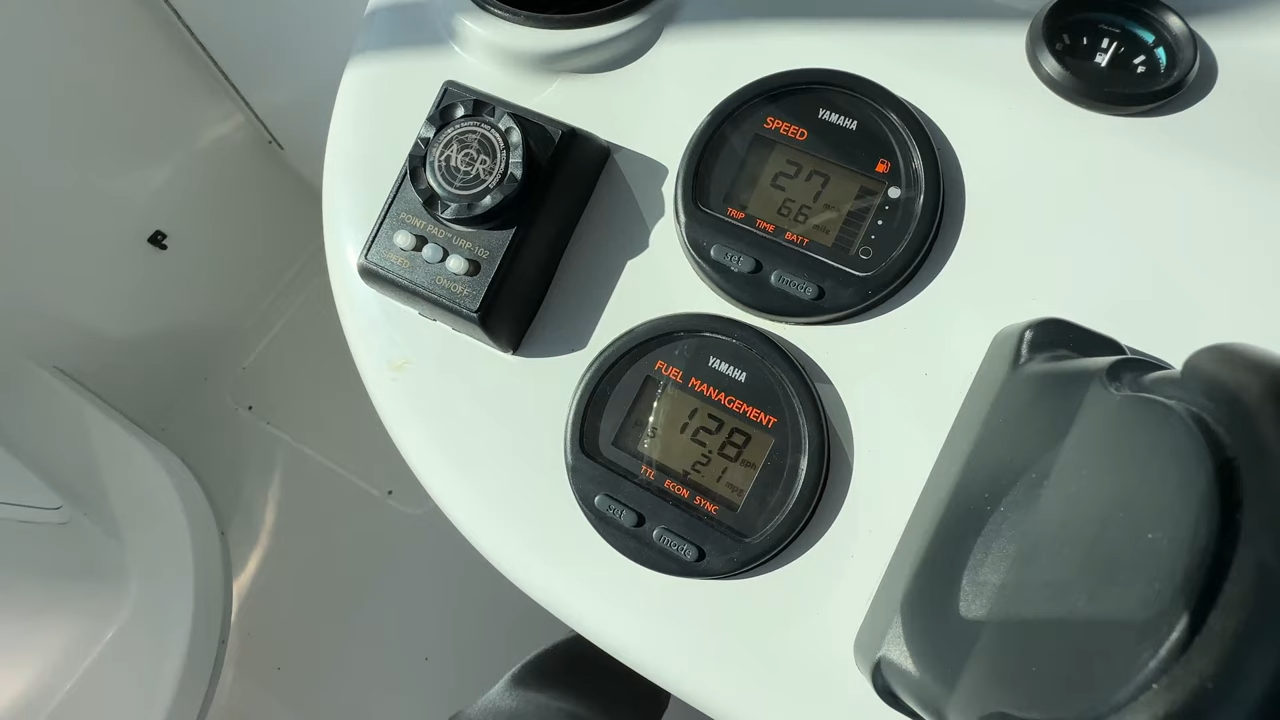 ACR
POINT PAD™ URP-102
SPEED
ON/OFF
YAMAHA
SPEED
27
6.6 mile
TRIP TIME BATT
set
mode
YAMAHA
FUEL MANAGEMENT
12.8 gph
2.1 mpg
TTL ECON SYNC
set
mode